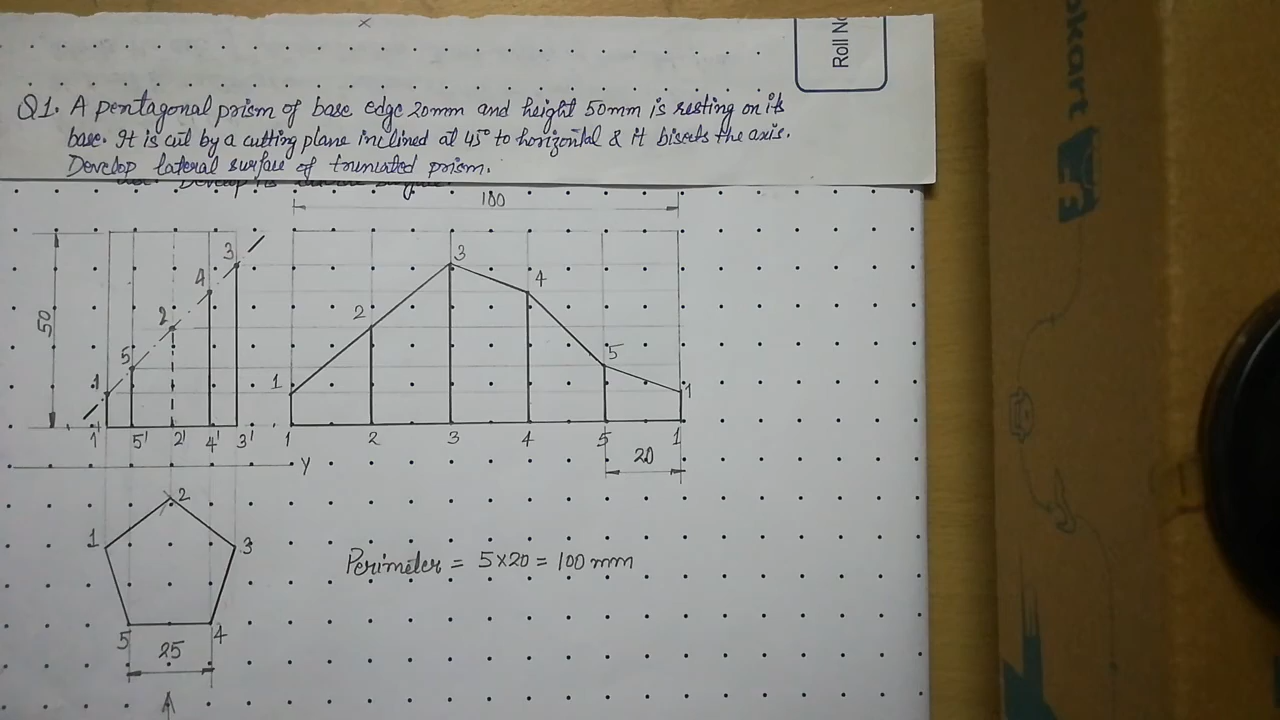 Roll No
Q1. A pentagonal prism of base edge 20mm and height 50mm is resting on its
base. It is cut by a cutting plane inclined at 45° to horizontal & it bisects the axis.
Develop lateral surface of truncated prism.
100
50
1 5 2 4 3
1' 5' 2' 4' 3'
1 2 3 4 5 1
1 2 3 4 5 1
20
Y
1 2 3 4 5
25
Perimeter = 5×20 = 100 mm
kart